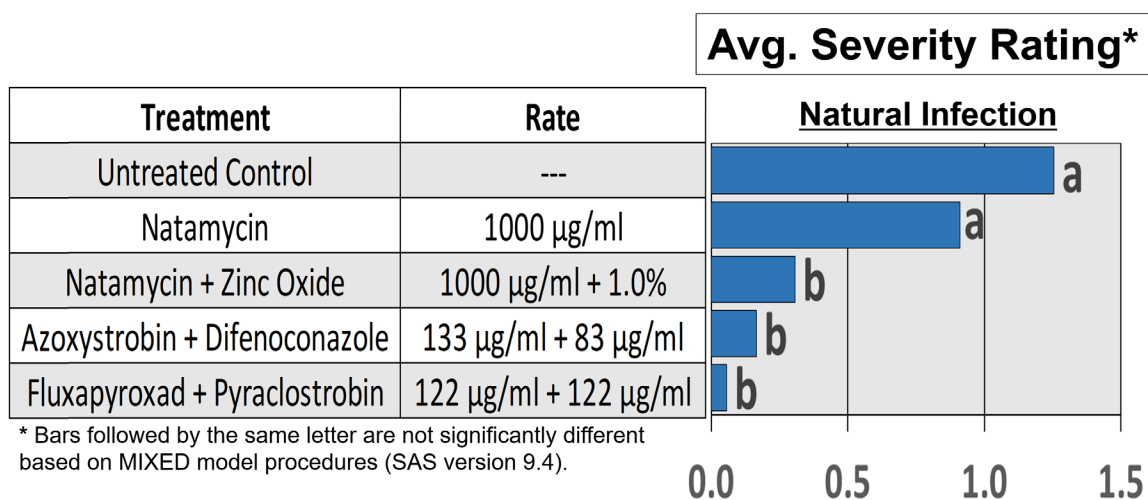 Avg. Severity Rating*
Treatment Rate Natural Infection
Untreated Control --- a
Natamycin 1000 µg/ml a
Natamycin + Zinc Oxide 1000 µg/ml + 1.0% b
Azoxystrobin + Difenoconazole 133 µg/ml + 83 µg/ml b
Fluxapyroxad + Pyraclostrobin 122 µg/ml + 122 µg/ml b
* Bars followed by the same letter are not significantly different
based on MIXED model procedures (SAS version 9.4).
0.0 0.5 1.0 1.5